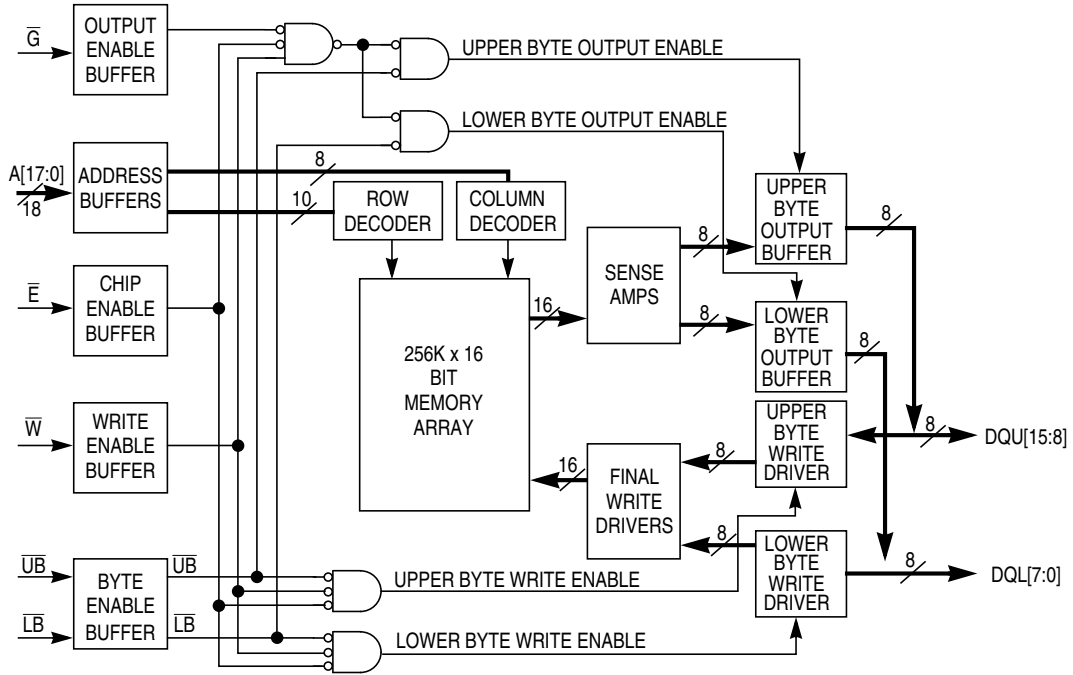 G̅
OUTPUT
ENABLE
BUFFER
UPPER BYTE OUTPUT ENABLE
LOWER BYTE OUTPUT ENABLE
A[17:0]
18
ADDRESS
BUFFERS
8
10
ROW
DECODER
COLUMN
DECODER
UPPER
BYTE
OUTPUT
BUFFER
8
E̅
CHIP
ENABLE
BUFFER
256K x 16
BIT
MEMORY
ARRAY
16
SENSE
AMPS
8
8
LOWER
BYTE
OUTPUT
BUFFER
8
W̅
WRITE
ENABLE
BUFFER
16
FINAL
WRITE
DRIVERS
8
8
UPPER
BYTE
WRITE
DRIVER
8
DQU[15:8]
U̅B̅
L̅B̅
BYTE
ENABLE
BUFFER
U̅B̅
L̅B̅
UPPER BYTE WRITE ENABLE
LOWER BYTE WRITE ENABLE
LOWER
BYTE
WRITE
DRIVER
8
DQL[7:0]